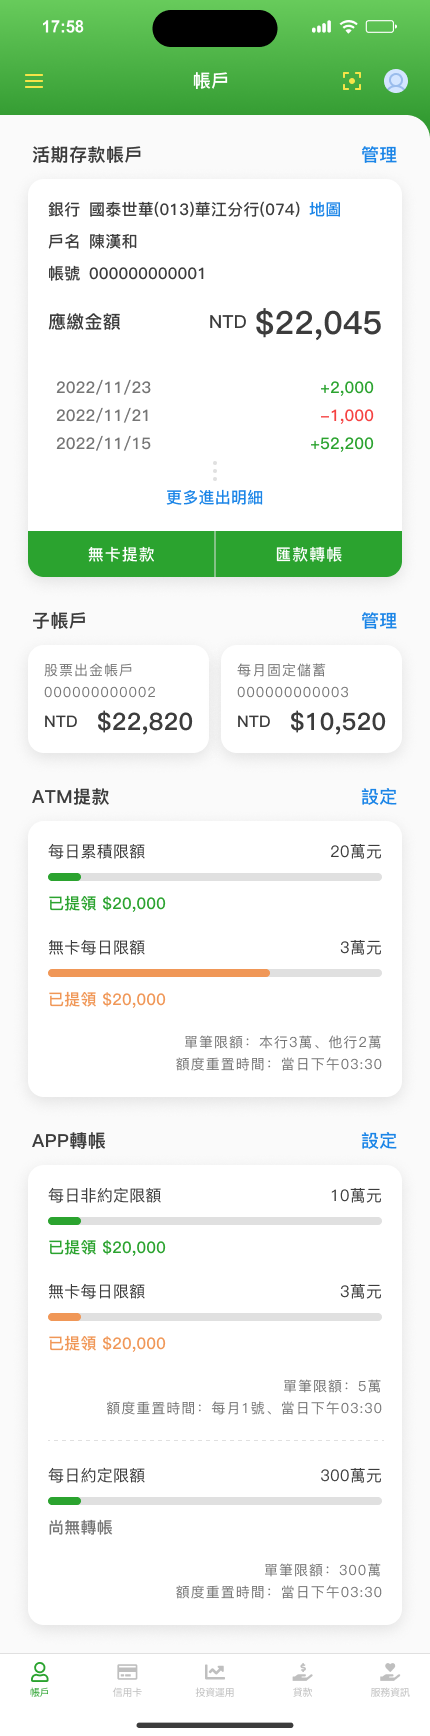 17:58
帳戶
活期存款帳戶 管理
銀行 國泰世華(013)華江分行(074) 地圖
戶名 陳漢和
帳號 000000000001
應繳金額 NTD $22,045
2022/11/23 +2,000
2022/11/21 -1,000
2022/11/15 +52,200
更多進出明細
無卡提款 匯款轉帳
子帳戶 管理
股票出金帳戶 每月固定儲蓄
000000000002 000000000003
NTD $22,820 NTD $10,520
ATM提款 設定
每日累積限額 20萬元
已提領 $20,000
無卡每日限額 3萬元
已提領 $20,000
單筆限額：本行3萬、他行2萬
額度重置時間：當日下午03:30
APP轉帳 設定
每日非約定限額 10萬元
已提領 $20,000
無卡每日限額 3萬元
已提領 $20,000
單筆限額：5萬
額度重置時間：每月1號、當日下午03:30
每日約定限額 300萬元
尚無轉帳
單筆限額：300萬
額度重置時間：當日下午03:30
帳戶 信用卡 投資運用 貸款 服務資訊